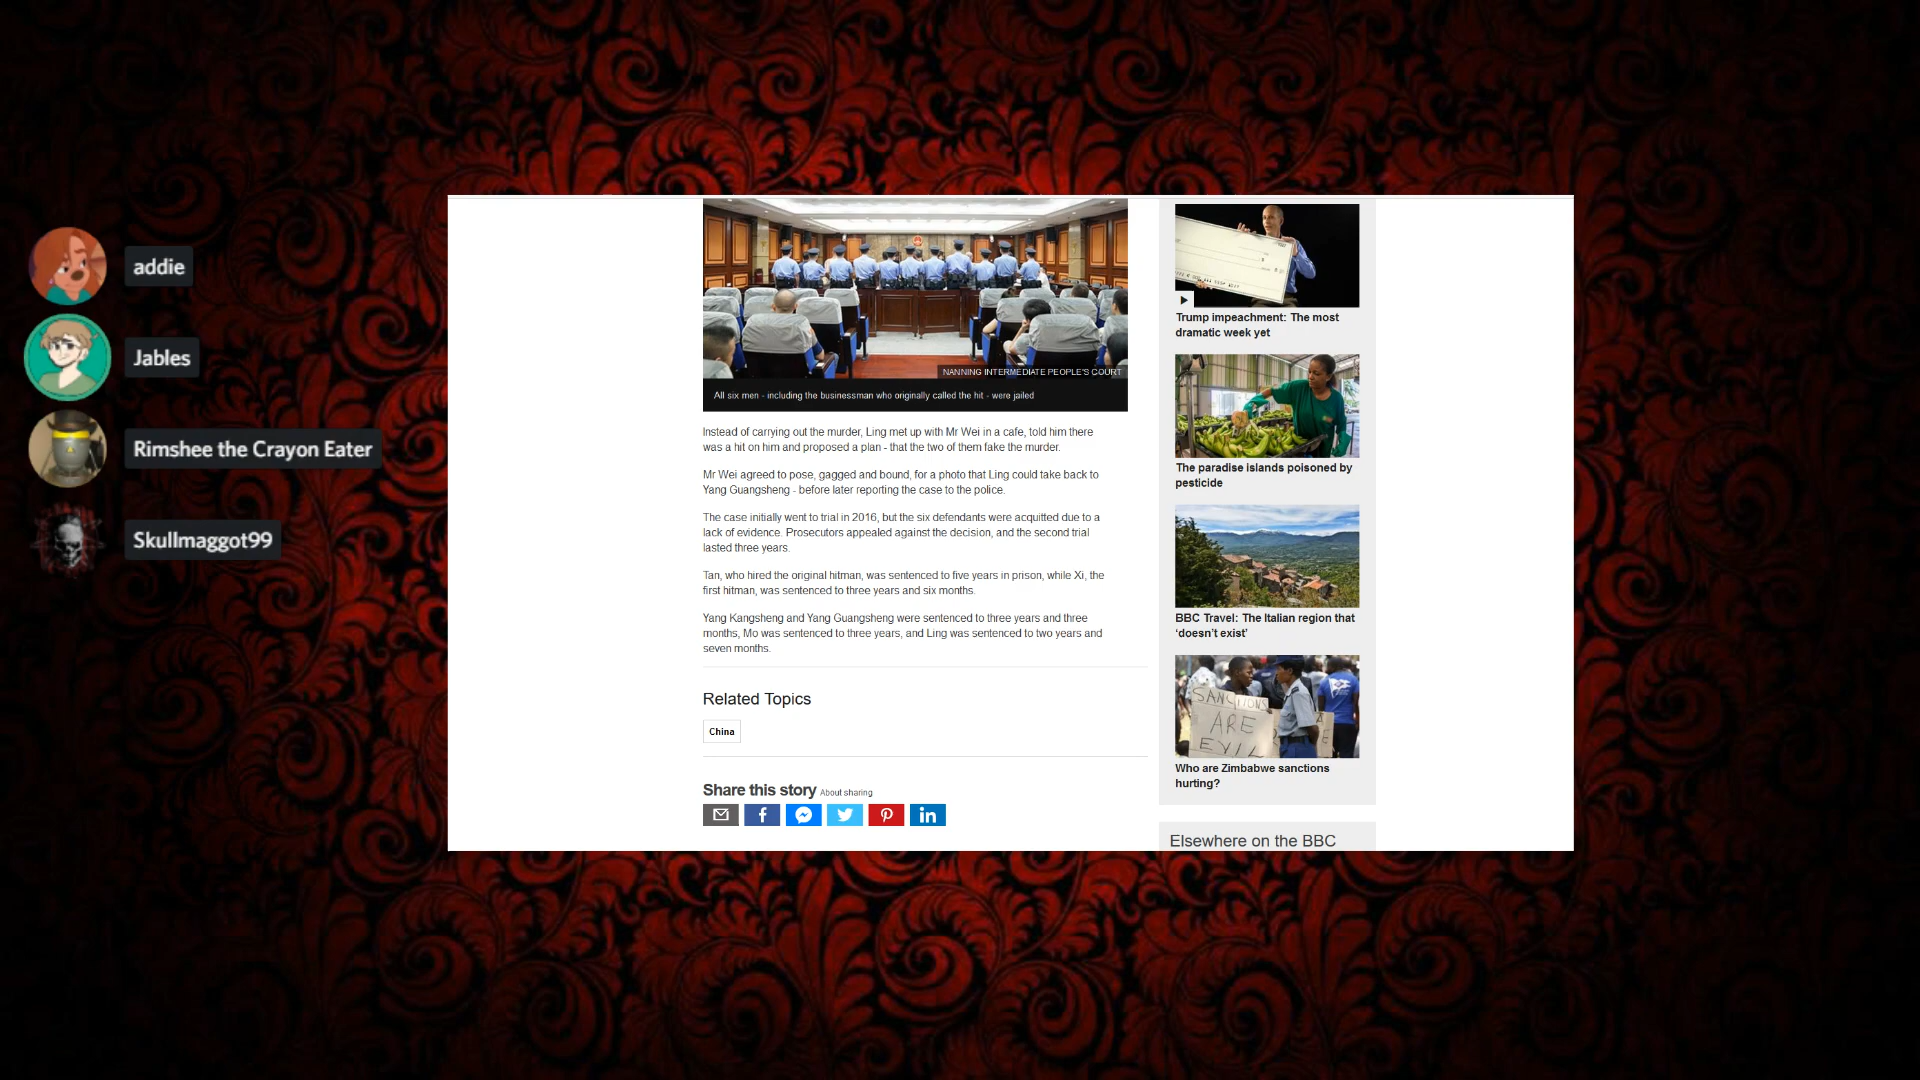 addie
Jables
Rimshee the Crayon Eater
Skullmaggot99
NANNING INTERMEDIATE PEOPLE'S COURT
All six men - including the businessman who originally called the hit - were jailed
Instead of carrying out the murder, Ling met up with Mr Wei in a cafe, told him there
was a hit on him and proposed a plan - that the two of them fake the murder.
Mr Wei agreed to pose, gagged and bound, for a photo that Ling could take back to
Yang Guangsheng - before later reporting the case to the police.
The case initially went to trial in 2016, but the six defendants were acquitted due to a
lack of evidence. Prosecutors appealed against the decision, and the second trial
lasted three years.
Tan, who hired the original hitman, was sentenced to five years in prison, while Xi, the
first hitman, was sentenced to three years and six months.
Yang Kangsheng and Yang Guangsheng were sentenced to three years and three
months, Mo was sentenced to three years, and Ling was sentenced to two years and
seven months.
Related Topics
China
Share this story About sharing
Trump impeachment: The most
dramatic week yet
The paradise islands poisoned by
pesticide
BBC Travel: The Italian region that
'doesn't exist'
SANCTIONS
ARE
EVIL
Who are Zimbabwe sanctions
hurting?
Elsewhere on the BBC